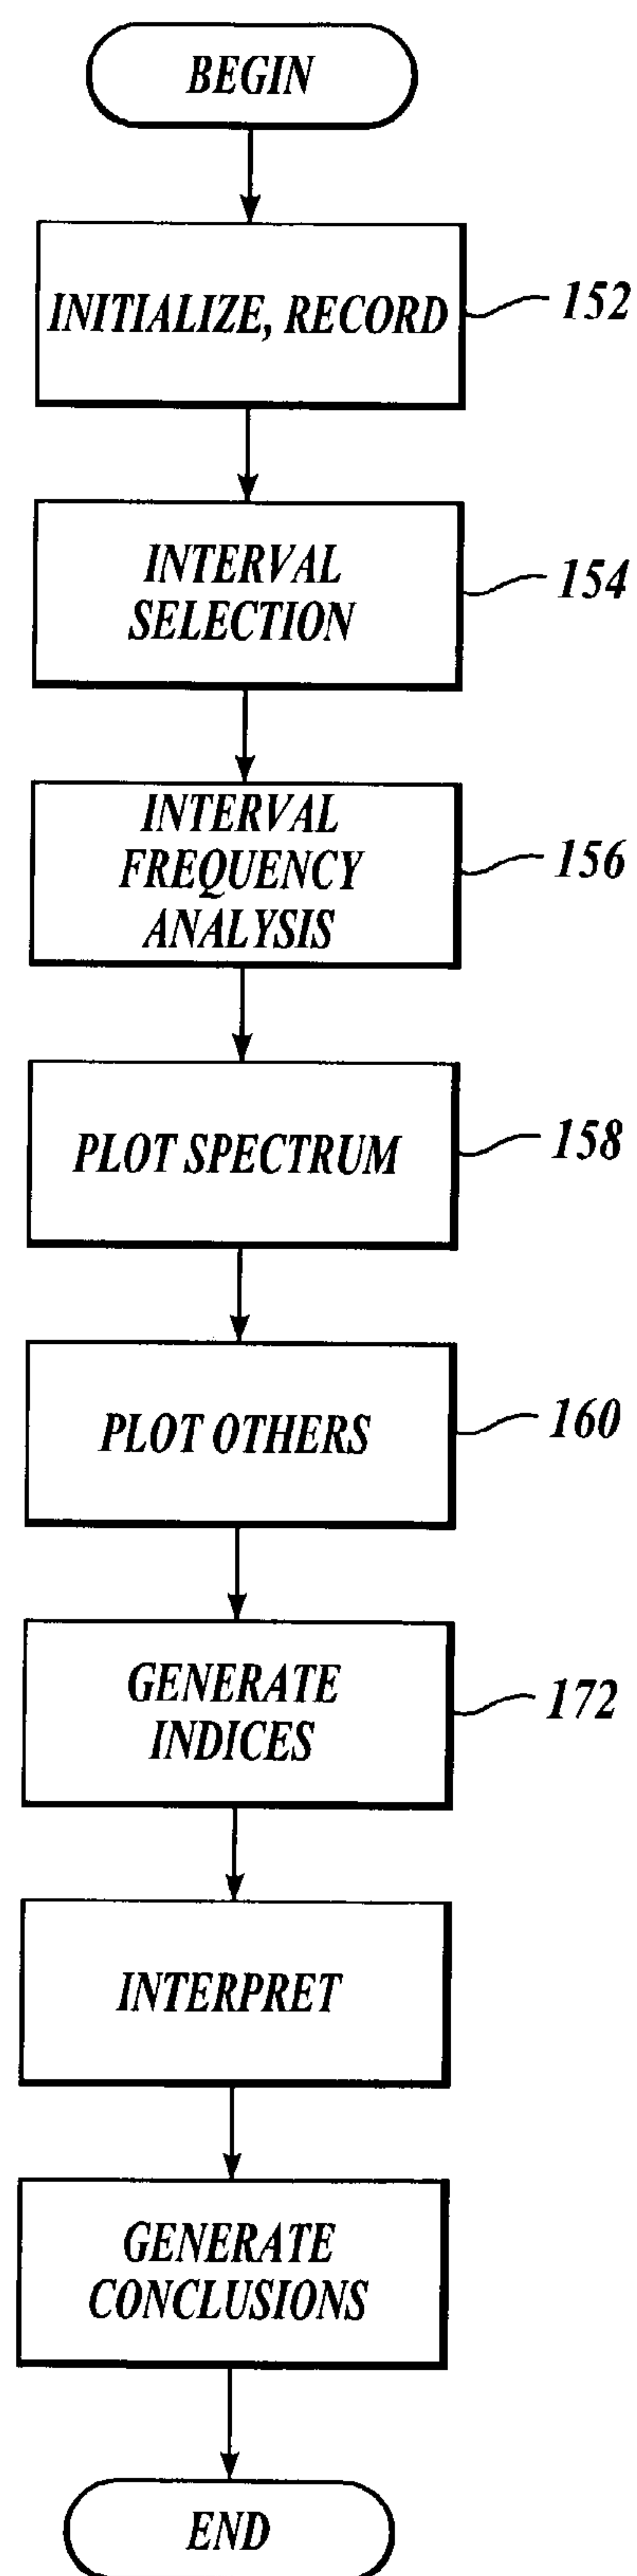 BEGIN
INITIALIZE, RECORD
152
INTERVAL
SELECTION
154
INTERVAL
FREQUENCY
ANALYSIS
156
PLOT SPECTRUM
158
PLOT OTHERS
160
GENERATE
INDICES
172
INTERPRET
GENERATE
CONCLUSIONS
END